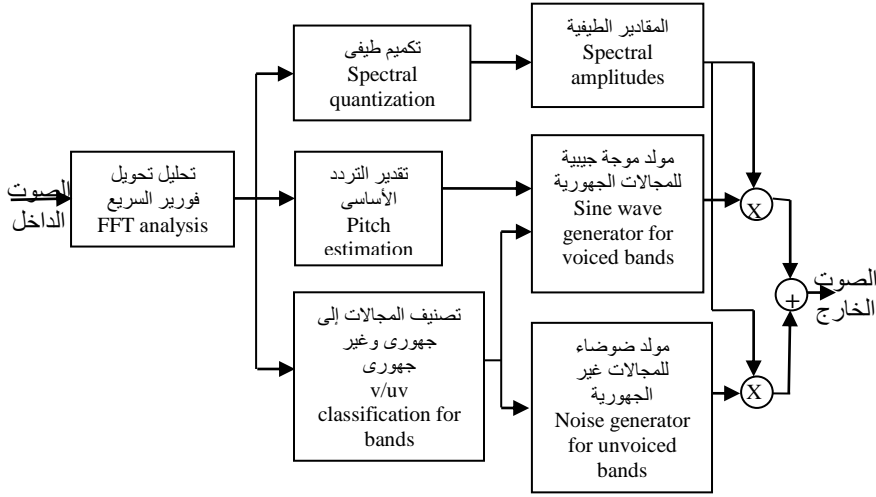 تكميم طيفى
Spectral
quantization
المقادير الطيفية
Spectral
amplitudes
الصوت
الداخل
تحليل تحويل
فورير السريع
FFT analysis
تقدير التردد
الأساسى
Pitch
estimation
مولد موجة جيبية
للمجالات الجهورية
Sine wave
generator for
voiced bands
X
تصنيف المجالات إلى
جهورى وغير
جهورى
v/uv
classification for
bands
مولد ضوضاء
للمجالات غير
الجهورية
Noise generator
for unvoiced
bands
X
+
الصوت
الخارج